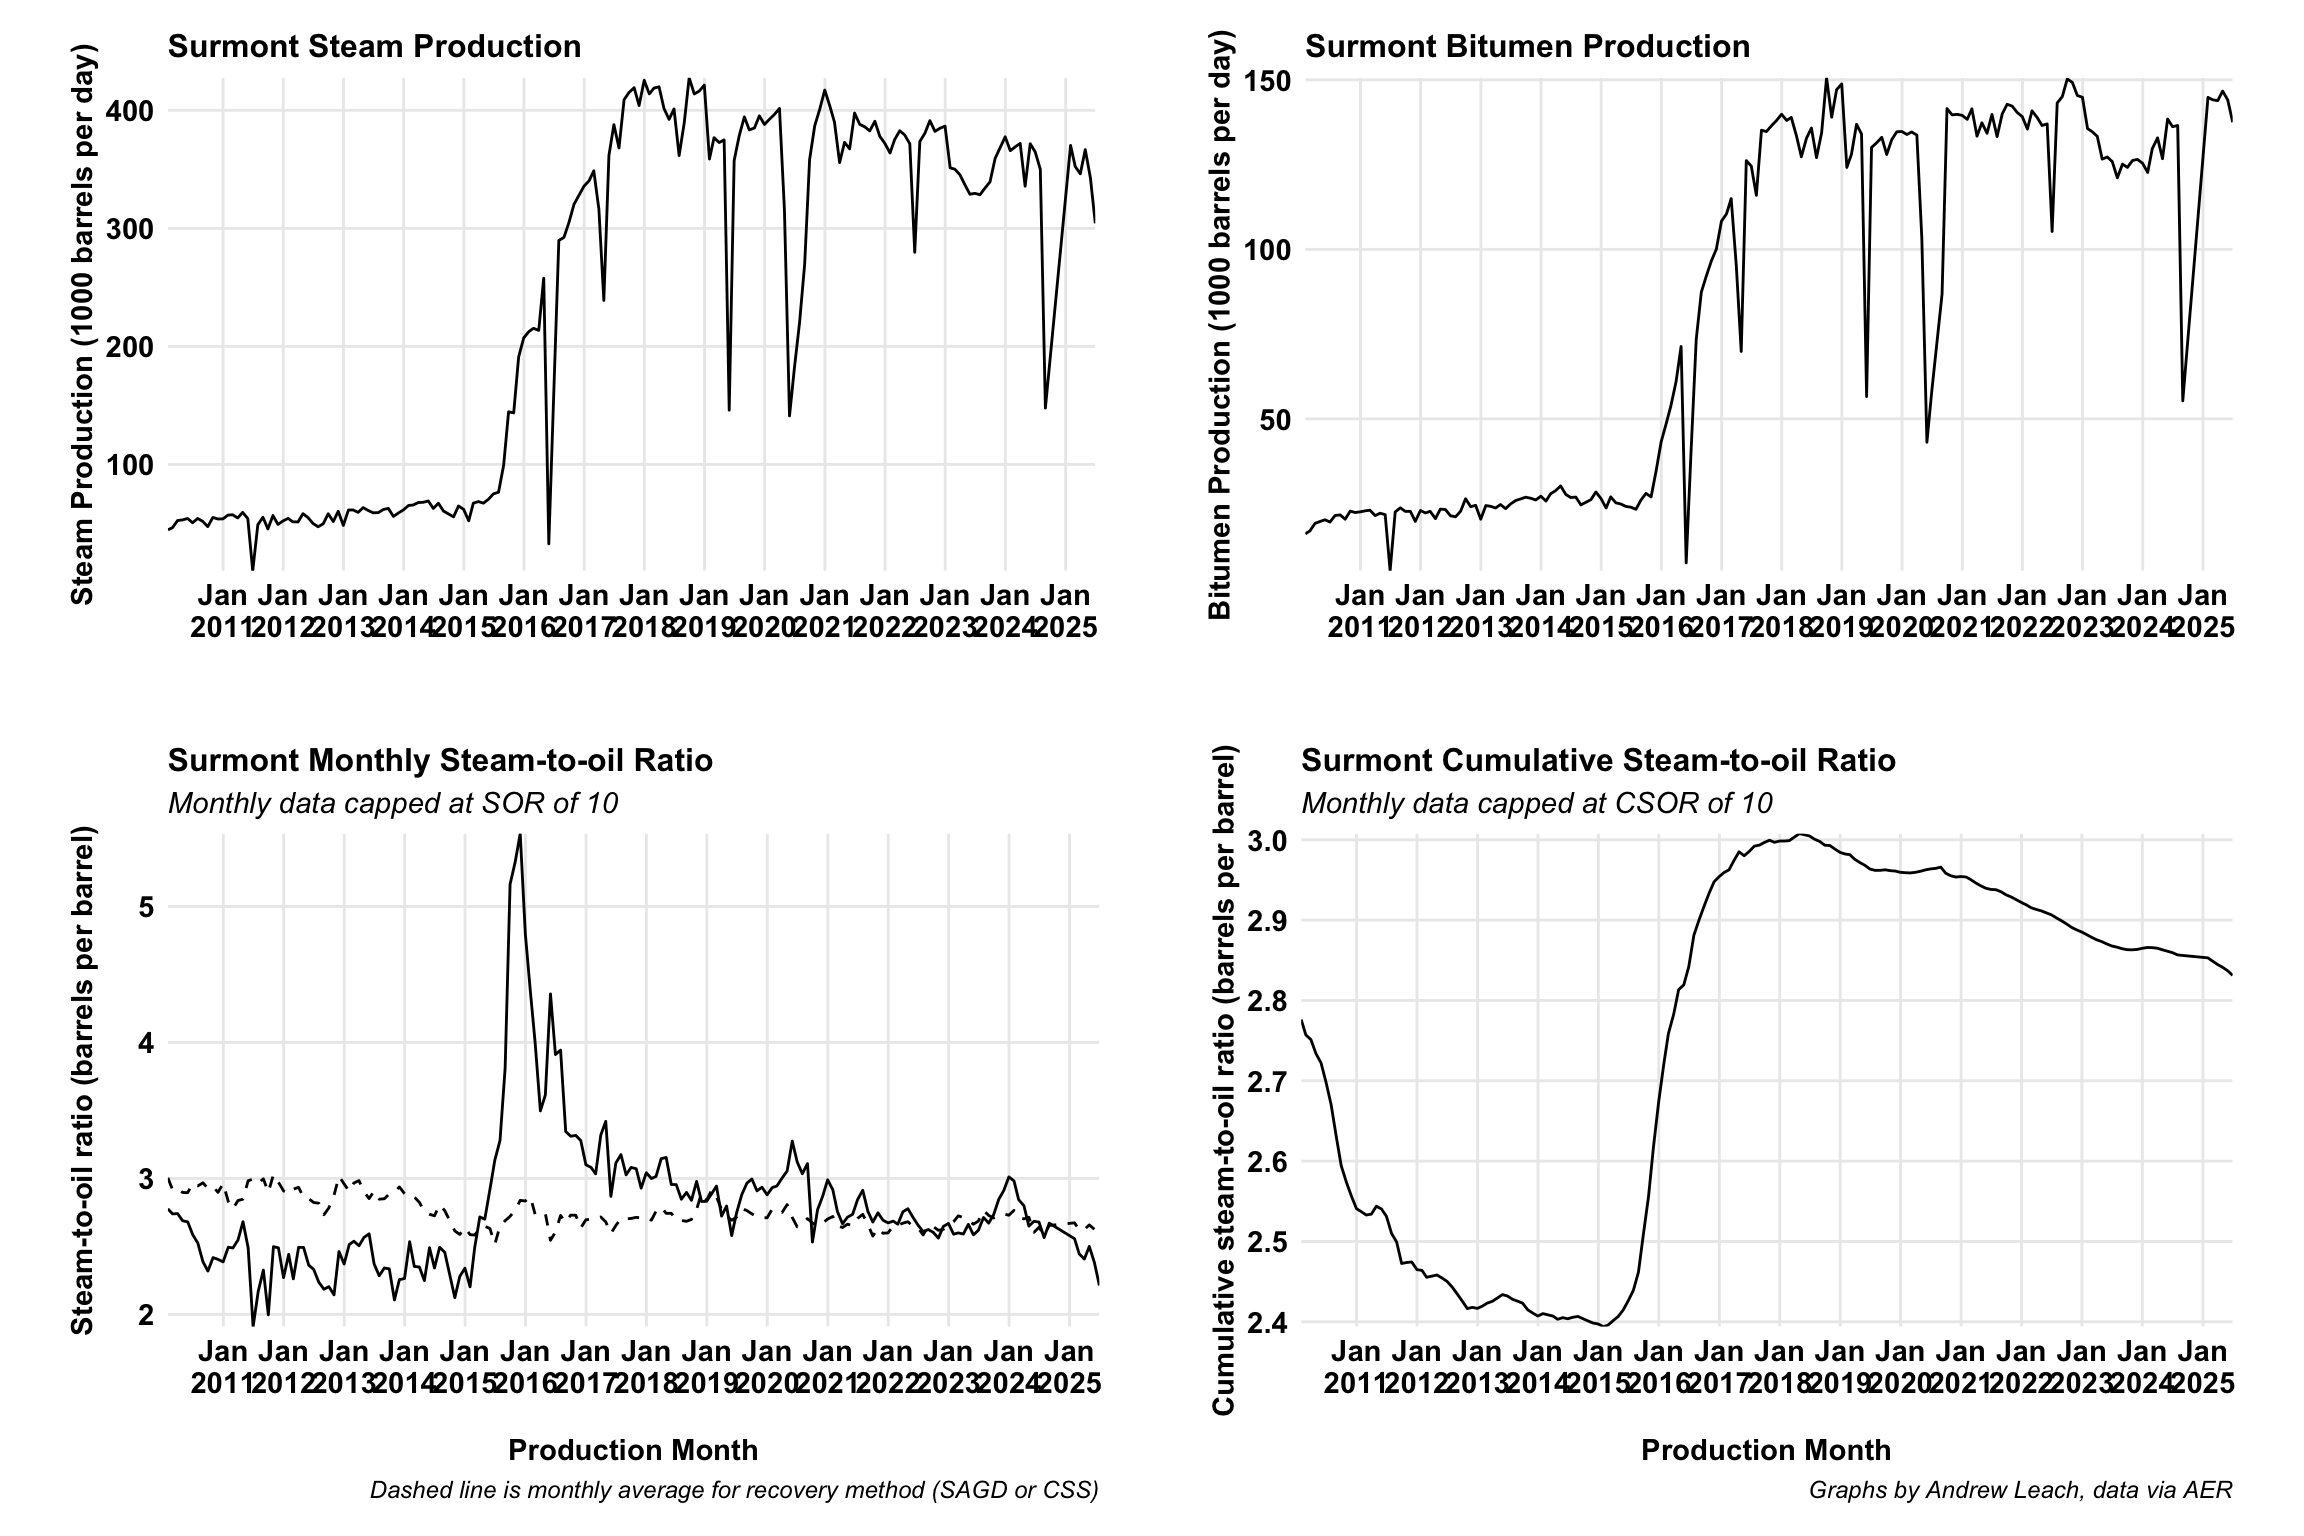 Surmont Steam Production
Steam Production (1000 barrels per day)
400
300
200
100
Jan Jan Jan Jan Jan Jan Jan Jan Jan Jan Jan Jan Jan Jan Jan
2011 2012 2013 2014 2015 2016 2017 2018 2019 2020 2021 2022 2023 2024 2025
Surmont Bitumen Production
Bitumen Production (1000 barrels per day)
150
100
50
Jan Jan Jan Jan Jan Jan Jan Jan Jan Jan Jan Jan Jan Jan Jan
2011 2012 2013 2014 2015 2016 2017 2018 2019 2020 2021 2022 2023 2024 2025
Surmont Monthly Steam-to-oil Ratio
Monthly data capped at SOR of 10
Steam-to-oil ratio (barrels per barrel)
5
4
3
2
Jan Jan Jan Jan Jan Jan Jan Jan Jan Jan Jan Jan Jan Jan Jan
2011 2012 2013 2014 2015 2016 2017 2018 2019 2020 2021 2022 2023 2024 2025
Production Month
Dashed line is monthly average for recovery method (SAGD or CSS)
Surmont Cumulative Steam-to-oil Ratio
Monthly data capped at CSOR of 10
Cumulative steam-to-oil ratio (barrels per barrel)
3.0
2.9
2.8
2.7
2.6
2.5
2.4
Jan Jan Jan Jan Jan Jan Jan Jan Jan Jan Jan Jan Jan Jan Jan
2011 2012 2013 2014 2015 2016 2017 2018 2019 2020 2021 2022 2023 2024 2025
Production Month
Graphs by Andrew Leach, data via AER